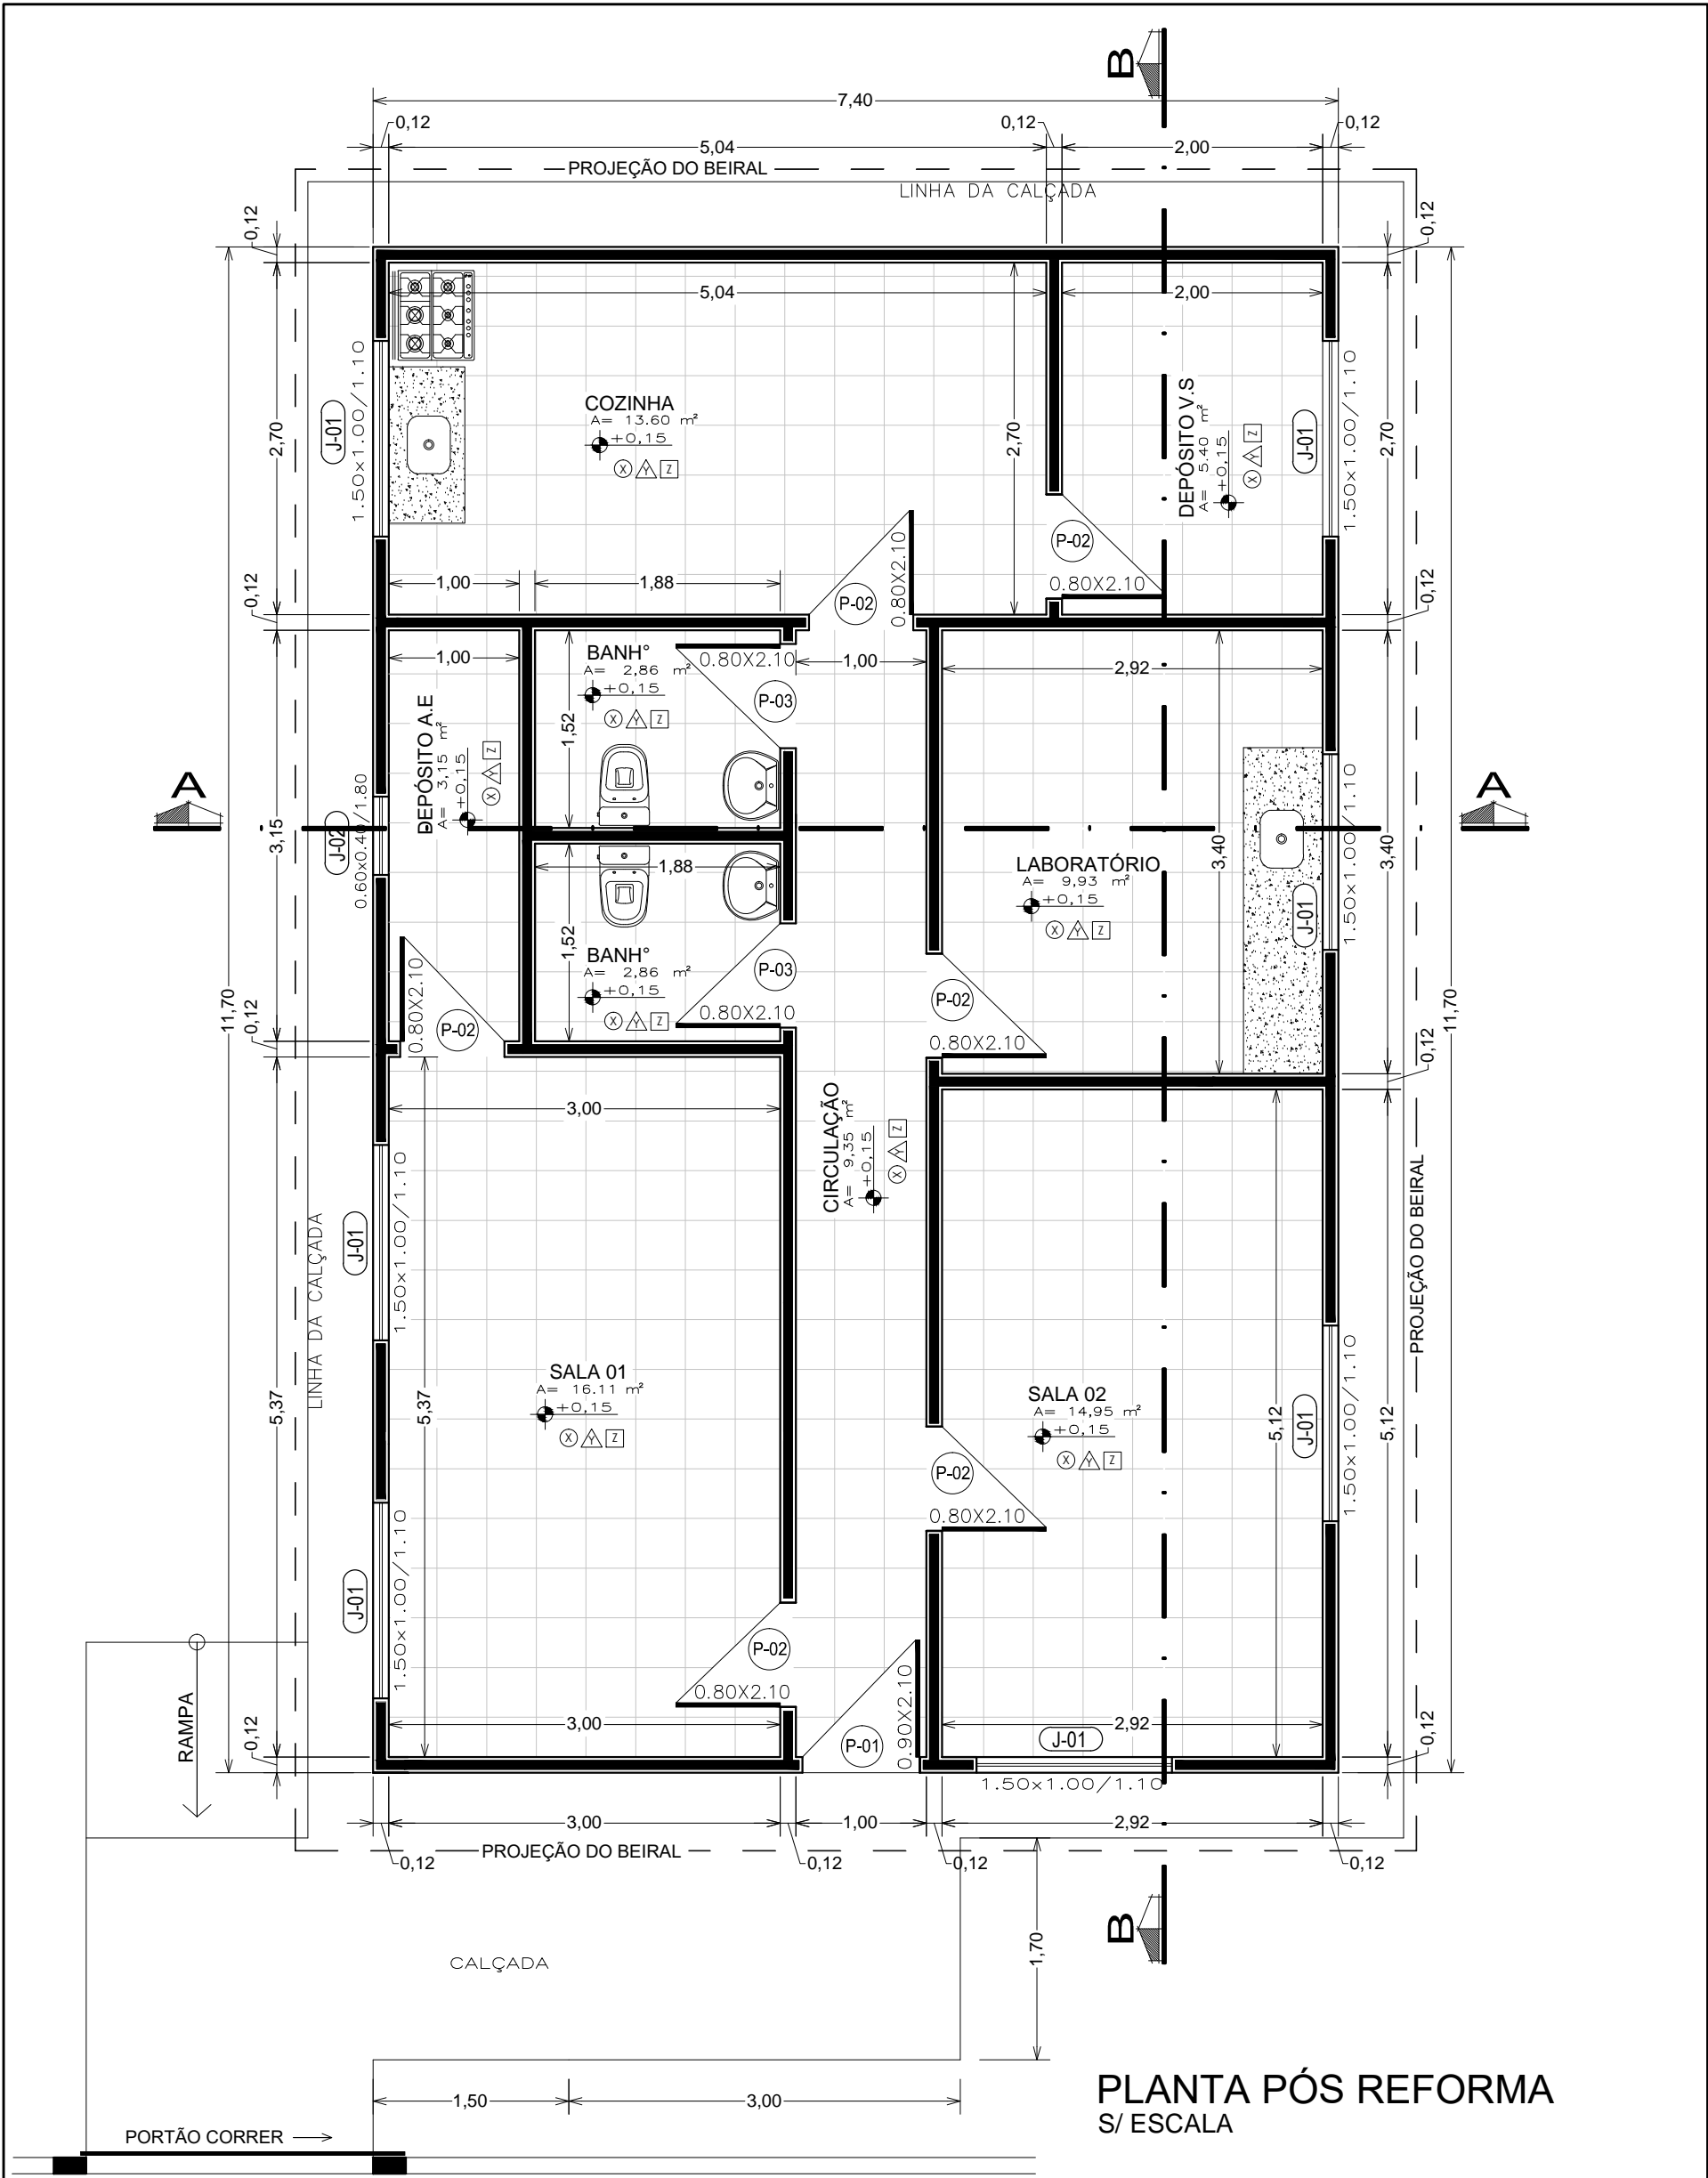 B
7,40
0,12
0,12
0,12
5,04
2,00
PROJEÇÃO DO BEIRAL
LINHA DA CALÇADA
0,12
0,12
5,04
2,00
J-01
1.50x1.00/1.10
2,70
COZINHA
A= 13.60 m²
+0,15
X Y Z
2,70
DEPÓSITO V.S
A= 5.40 m²
+0,15
X Y Z
J-01
1.50x1.00/1.10
2,70
P-02
0.80X2.10
1,00
1,88
P-02
0.80X2.10
0,12
0,12
1,00
BANH°
A= 2,86 m²
+0,15
X Y Z
0.80X2.10
P-03
1,00
2,92
1,52
DEPÓSITO A.E
A= 3,15 m²
+0,15
X Y Z
A
A
3,15
J-02
0.60x0.40/1.80
1,88
LABORATÓRIO
A= 9,93 m²
+0,15
X Y Z
3,40
J-01
1.50x1.00/1.10
3,40
1,52
BANH°
A= 2,86 m²
+0,15
X Y Z
P-03
0.80X2.10
P-02
0.80X2.10
P-02
0.80X2.10
11,70
11,70
0,12
0,12
3,00
CIRCULAÇÃO
A= 9,35 m²
+0,15
X Y Z
LINHA DA CALÇADA
J-01
1.50x1.00/1.10
PROJEÇÃO DO BEIRAL
5,37
5,37
SALA 01
A= 16.11 m²
+0,15
X Y Z
SALA 02
A= 14,95 m²
+0,15
X Y Z
5,12
J-01
1.50x1.00/1.10
5,12
P-02
0.80X2.10
J-01
1.50x1.00/1.10
P-02
0.80X2.10
RAMPA
0,12
3,00
P-01
0.90X2.10
2,92
J-01
1.50x1.00/1.10
0,12
3,00
1,00
2,92
0,12
PROJEÇÃO DO BEIRAL
0,12
0,12
0,12
B
CALÇADA
1,70
1,50
3,00
PLANTA PÓS REFORMA
S/ ESCALA
PORTÃO CORRER